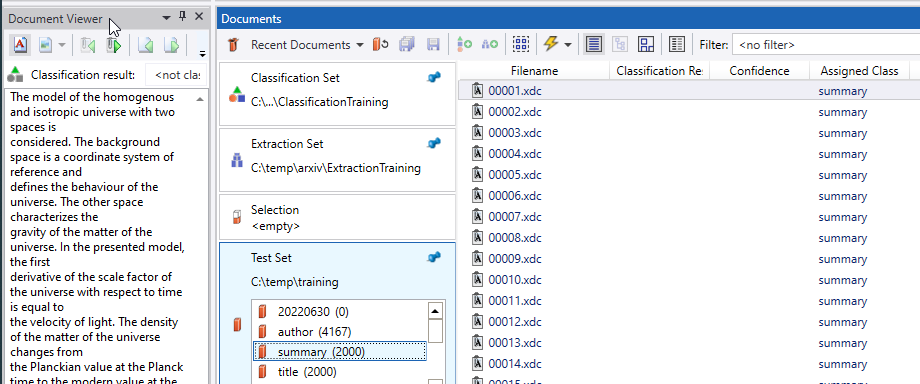 Document Viewer
Classification result: <not clas
The model of the homogenous
and isotropic universe with two
spaces is
considered. The background
space is a coordinate system of
reference and
defines the behaviour of the
universe. The other space
characterizes the
gravity of the matter of the
universe. In the presented model,
the first
derivative of the scale factor of
the universe with respect to time
is equal to
the velocity of light. The density
of the matter of the universe
changes from
the Planckian value at the Planck
time to the modern value at the
Documents
Recent Documents
Filter: <no filter>
Classification Set
C:\...\ClassificationTraining
Extraction Set
C:\temp\arxiv\ExtractionTraining
Selection
<empty>
Test Set
C:\temp\training
20220630 (0)
author (4167)
summary (2000)
title (2000)
Filename Classification Re: Confidence Assigned Class
00001.xdc summary
00002.xdc summary
00003.xdc summary
00004.xdc summary
00005.xdc summary
00006.xdc summary
00007.xdc summary
00008.xdc summary
00009.xdc summary
00010.xdc summary
00011.xdc summary
00012.xdc summary
00013.xdc summary
00014.xdc summary